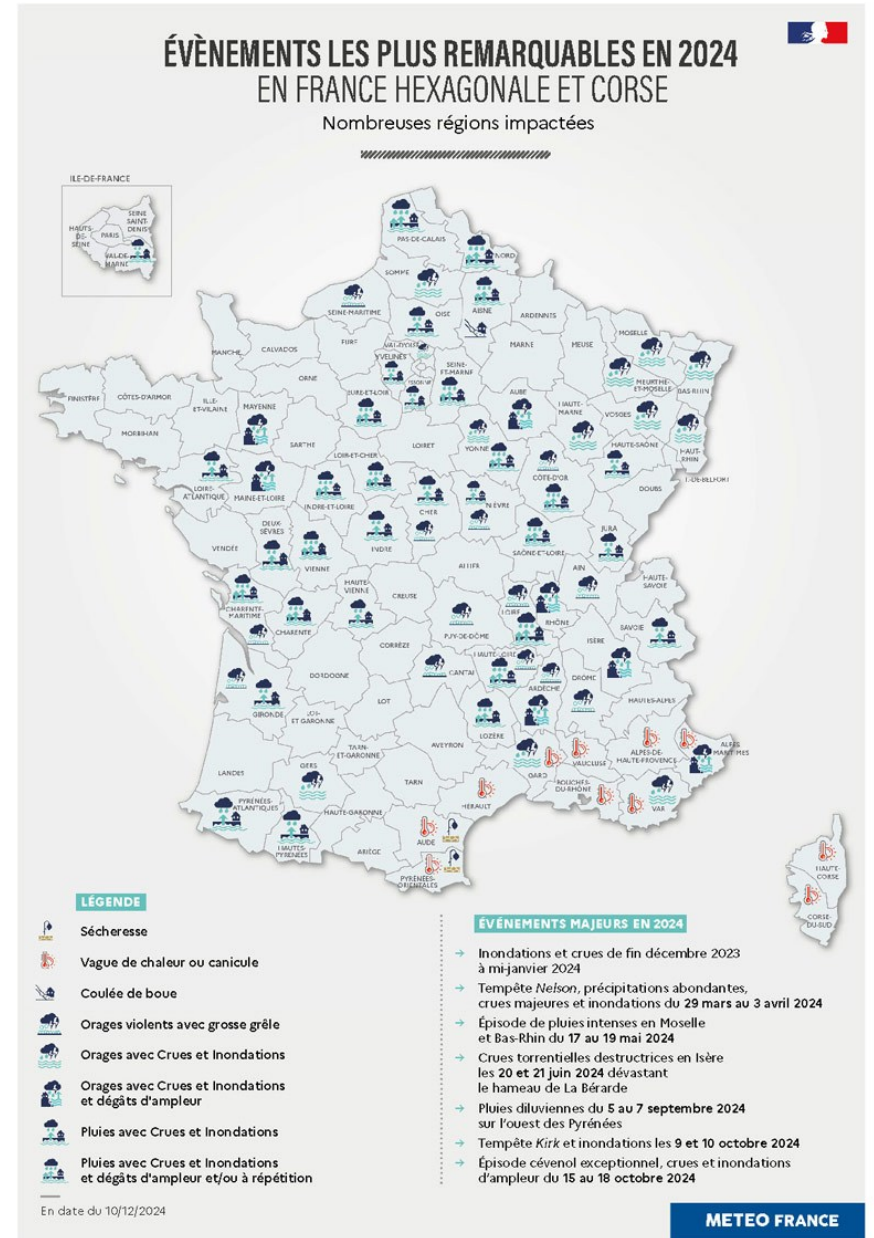 ÉVÈNEMENTS LES PLUS REMARQUABLES EN 2024
EN FRANCE HEXAGONALE ET CORSE
Nombreuses régions impactées
ILE-DE-FRANCE
SEINE
SAINT-
DENIS
HAUTS-
DE-
SEINE
PARIS
VAL-DE-
MARNE
PAS-DE-CALAIS
NORD
SOMME
SEINE-MARITIME
OISE
AISNE
ARDENNES
MANCHE
CALVADOS
EURE
VAL-D'OISE
YVELINES
ESSONNE
SEINE-
ET-MARNE
MARNE
MEUSE
MOSELLE
MEURTHE-
ET-MOSELLE
BAS-RHIN
ORNE
FINISTÈRE
CÔTES-D'ARMOR
ILLE-
ET-VILAINE
MAYENNE
EURE-ET-LOIR
AUBE
HAUTE-
MARNE
VOSGES
MORBIHAN
SARTHE
LOIRET
YONNE
HAUTE-SAÔNE
HAUT-
RHIN
LOIR-ET-CHER
T.-DE-BELFORT
LOIRE-
ATLANTIQUE
MAINE-ET-LOIRE
INDRE-ET-LOIRE
CHER
NIÈVRE
CÔTE-D'OR
DOUBS
DEUX-
SÈVRES
VENDÉE
VIENNE
INDRE
SAÔNE-ET-LOIRE
JURA
ALLIER
AIN
HAUTE-
SAVOIE
HAUTE-
VIENNE
CREUSE
CHARENTE-
MARITIME
CHARENTE
PUY-DE-DÔME
LOIRE
RHÔNE
ISÈRE
SAVOIE
CORRÈZE
DORDOGNE
CANTAL
HAUTE-LOIRE
ARDÈCHE
DRÔME
HAUTES-ALPES
GIRONDE
LOT-
ET-GARONNE
LOT
LOZÈRE
AVEYRON
TARN-
ET-GARONNE
LANDES
GERS
TARN
GARD
VAUCLUSE
ALPES-DE-
HAUTE-PROVENCE
ALPES
MARITIMES
BOUCHES-
DU-RHÔNE
VAR
HÉRAULT
PYRÉNÉES-
ATLANTIQUES
HAUTE-GARONNE
HAUTES-
PYRÉNÉES
ARIÈGE
AUDE
PYRÉNÉES-
ORIENTALES
HAUTE-
CORSE
CORSE-
DU-SUD
LÉGENDE
Sécheresse
Vague de chaleur ou canicule
Coulée de boue
Orages violents avec grosse grêle
Orages avec Crues et Inondations
Orages avec Crues et Inondations
et dégâts d'ampleur
Pluies avec Crues et Inondations
Pluies avec Crues et Inondations
et dégâts d'ampleur et/ou à répétition
En date du 10/12/2024
ÉVÉNEMENTS MAJEURS EN 2024
→ Inondations et crues de fin décembre 2023
à mi-janvier 2024
→ Tempête Nelson, précipitations abondantes,
crues majeures et inondations du 29 mars au 3 avril 2024
→ Épisode de pluies intenses en Moselle
et Bas-Rhin du 17 au 19 mai 2024
→ Crues torrentielles destructrices en Isère
les 20 et 21 juin 2024 dévastant
le hameau de La Bérarde
→ Pluies diluviennes du 5 au 7 septembre 2024
sur l'ouest des Pyrénées
→ Tempête Kirk et inondations les 9 et 10 octobre 2024
→ Épisode cévenol exceptionnel, crues et inondations
d'ampleur du 15 au 18 octobre 2024
METEO FRANCE